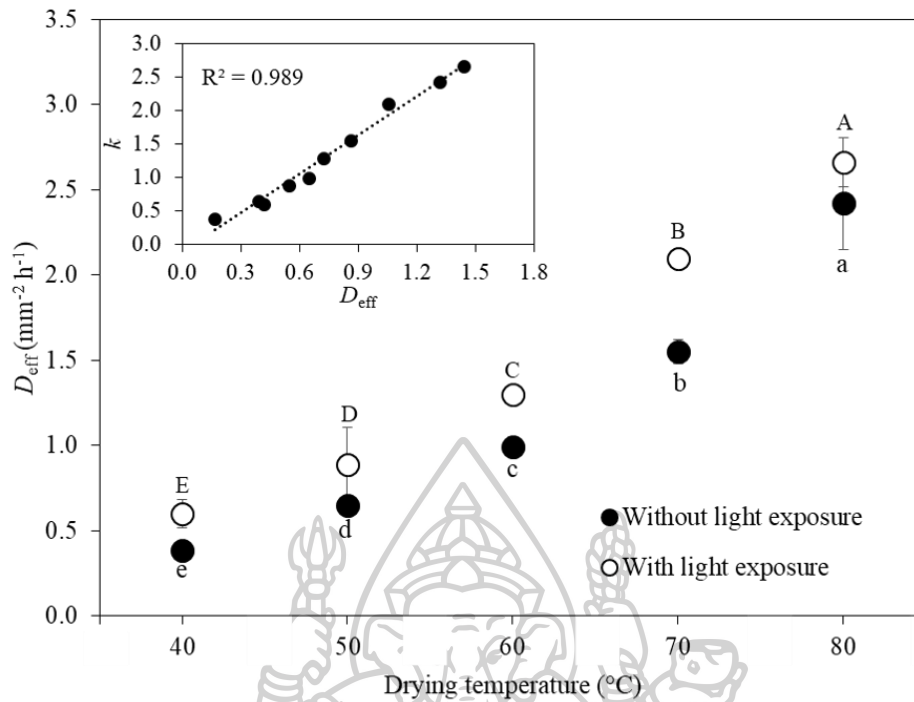 3.5
3.0
2.5
2.0
1.5
1.0
0.5
0.0
D_eff (mm⁻² h⁻¹)
3.0
2.5
2.0
1.5
1.0
0.5
0.0
k
R² = 0.989
0.0 0.3 0.6 0.9 1.2 1.5 1.8
D_eff
A
a
B
b
C
c
D
d
E
e
Without light exposure
With light exposure
40 50 60 70 80
Drying temperature (°C)